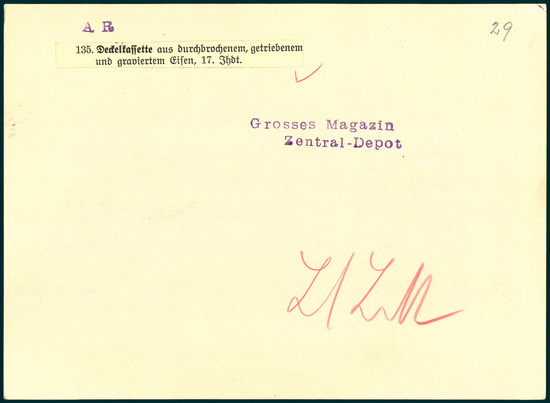 A R
29
135. Deckelkassette aus durchbrochenem, getriebenem
und graviertem Eisen, 17. Jhdt.
Grosses Magazin
Zentral-Depot